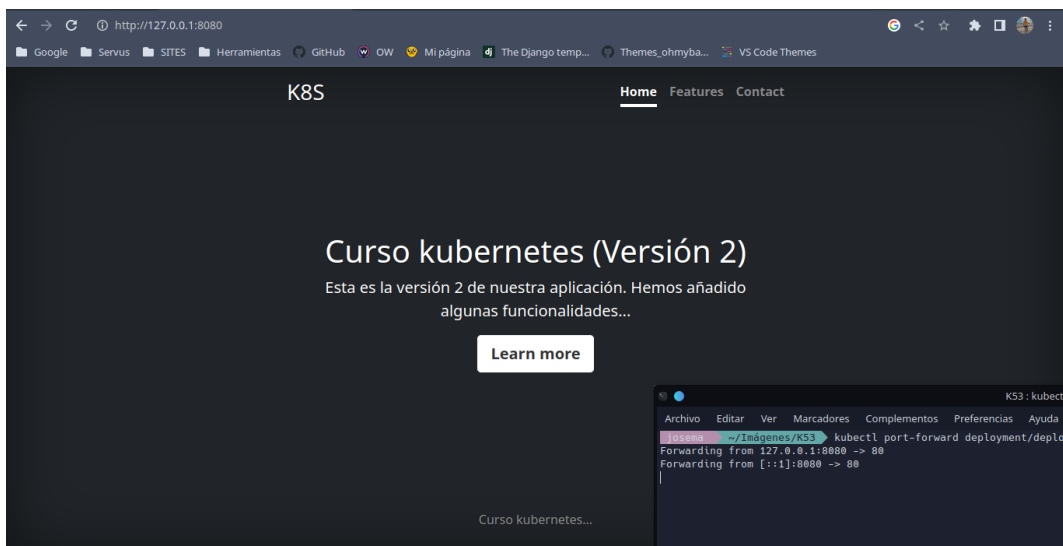 http://127.0.0.1:8080
Google Servus SITES Herramientas GitHub OW Mi página The Django temp... Themes_ohmyba... VS Code Themes
K8S Home Features Contact
Curso kubernetes (Versión 2)
Esta es la versión 2 de nuestra aplicación. Hemos añadido
algunas funcionalidades...
Learn more
K53 : kubect
Archivo Editar Ver Marcadores Complementos Preferencias Ayuda
josema ~/Imágenes/K53 kubectl port-forward deployment/deplo
Forwarding from 127.0.0.1:8080 -> 80
Forwarding from [::1]:8080 -> 80
Curso kubernetes...